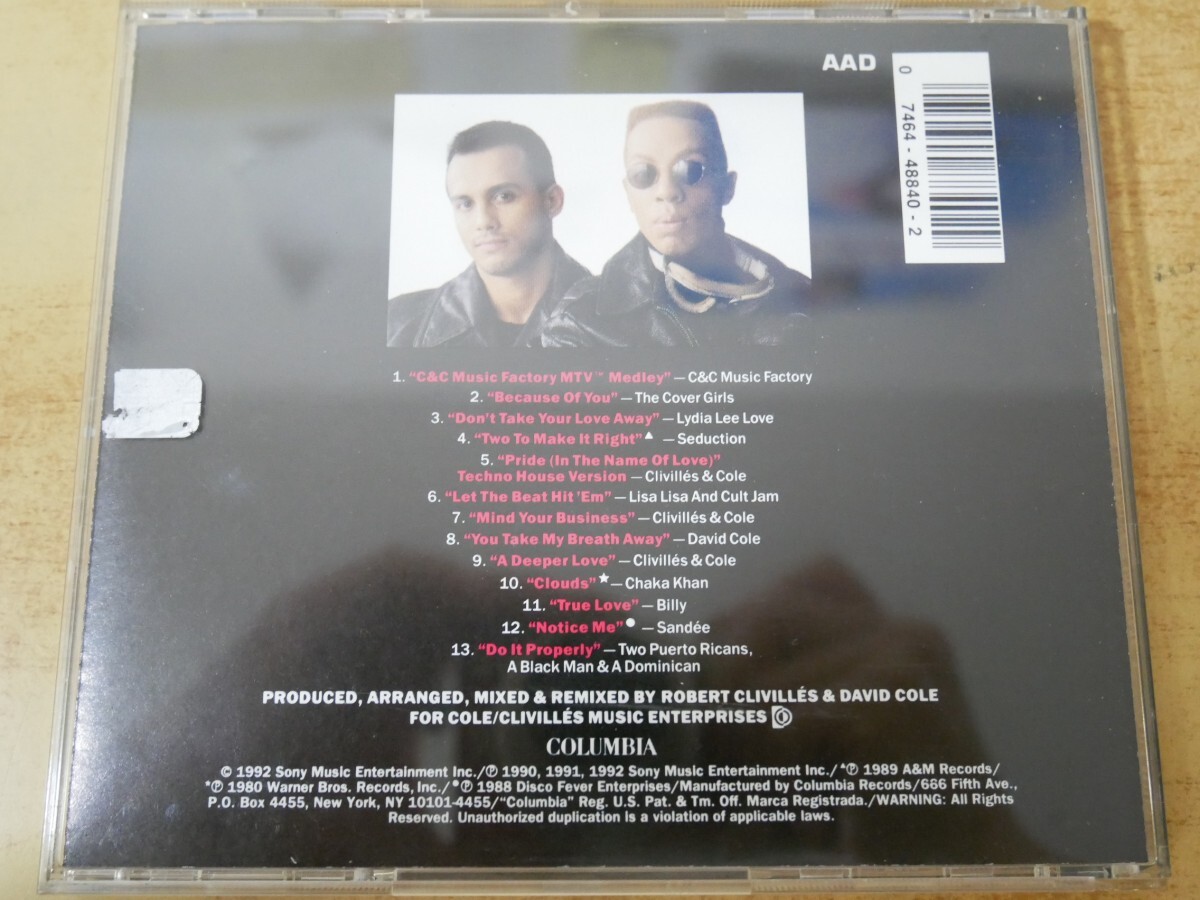 AAD
0 7464 - 48840 - 2
1. “C&C Music Factory MTV™ Medley” — C&C Music Factory
2. “Because Of You” — The Cover Girls
3. “Don't Take Your Love Away” — Lydia Lee Love
4. “Two To Make It Right”▲ — Seduction
5. “Pride (In The Name Of Love)”
Techno House Version — Clivillés & Cole
6. “Let The Beat Hit 'Em” — Lisa Lisa And Cult Jam
7. “Mind Your Business” — Clivillés & Cole
8. “You Take My Breath Away” — David Cole
9. “A Deeper Love” — Clivillés & Cole
10. “Clouds”★ — Chaka Khan
11. “True Love” — Billy
12. “Notice Me”● — Sandée
13. “Do It Properly” — Two Puerto Ricans,
A Black Man & A Dominican
PRODUCED, ARRANGED, MIXED & REMIXED BY ROBERT CLIVILLÉS & DAVID COLE
FOR COLE/CLIVILLÉS MUSIC ENTERPRISES
COLUMBIA
© 1992 Sony Music Entertainment Inc./℗ 1990, 1991, 1992 Sony Music Entertainment Inc./▲℗ 1989 A&M Records/
★℗ 1980 Warner Bros. Records, Inc./●℗ 1988 Disco Fever Enterprises/Manufactured by Columbia Records/666 Fifth Ave.,
P.O. Box 4455, New York, NY 10101-4455/“Columbia” Reg. U.S. Pat. & Tm. Off. Marca Registrada./WARNING: All Rights
Reserved. Unauthorized duplication is a violation of applicable laws.